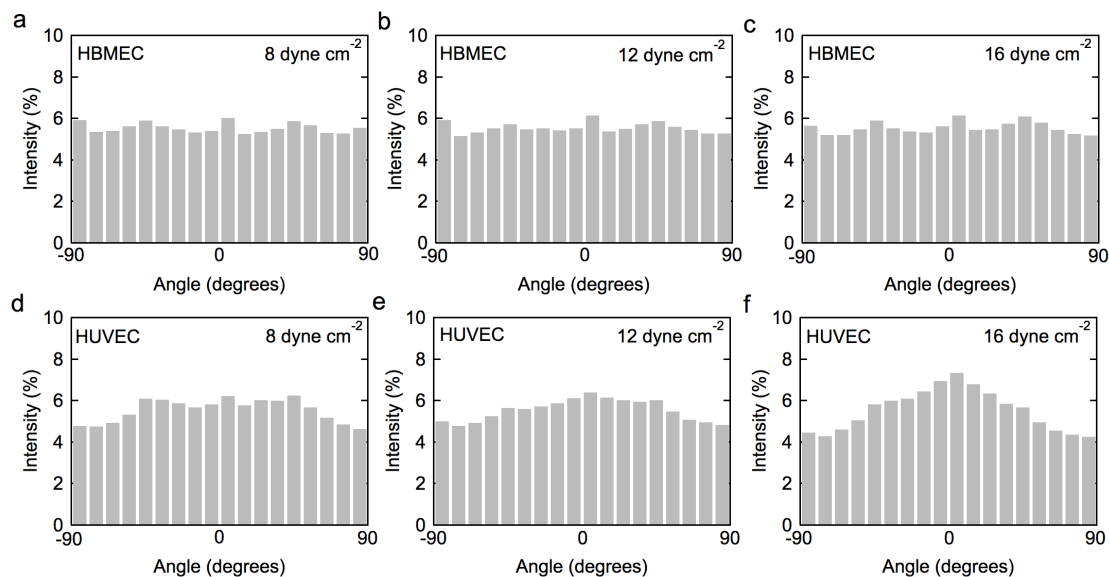 a
HBMEC 8 dyne cm-2
Intensity (%)
10
8
6
4
2
0
-90 0 90
Angle (degrees)
b
HBMEC 12 dyne cm-2
Intensity (%)
10
8
6
4
2
0
-90 0 90
Angle (degrees)
c
HBMEC 16 dyne cm-2
Intensity (%)
10
8
6
4
2
0
-90 0 90
Angle (degrees)
d
HUVEC 8 dyne cm-2
Intensity (%)
10
8
6
4
2
0
-90 0 90
Angle (degrees)
e
HUVEC 12 dyne cm-2
Intensity (%)
10
8
6
4
2
0
-90 0 90
Angle (degrees)
f
HUVEC 16 dyne cm-2
Intensity (%)
10
8
6
4
2
0
-90 0 90
Angle (degrees)